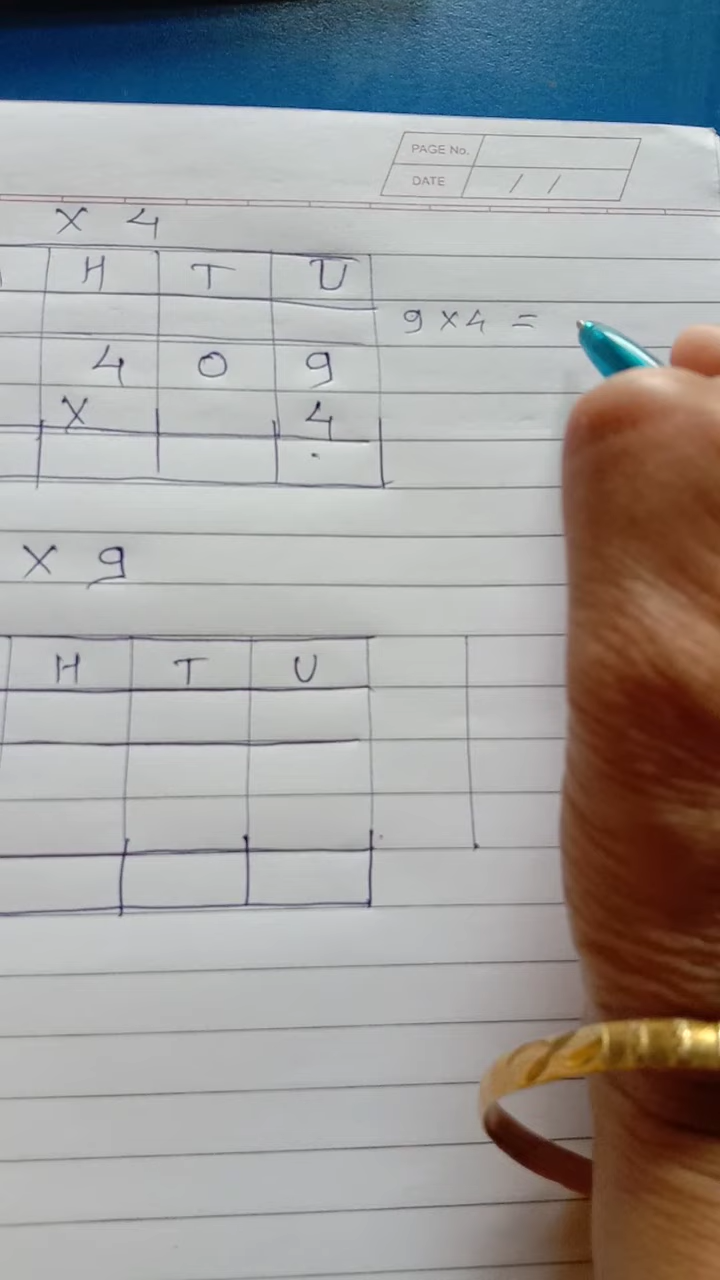 PAGE No.
DATE / /
× 4
H T U
9 × 4 =
4 0 9
× 4
× 9
H T U